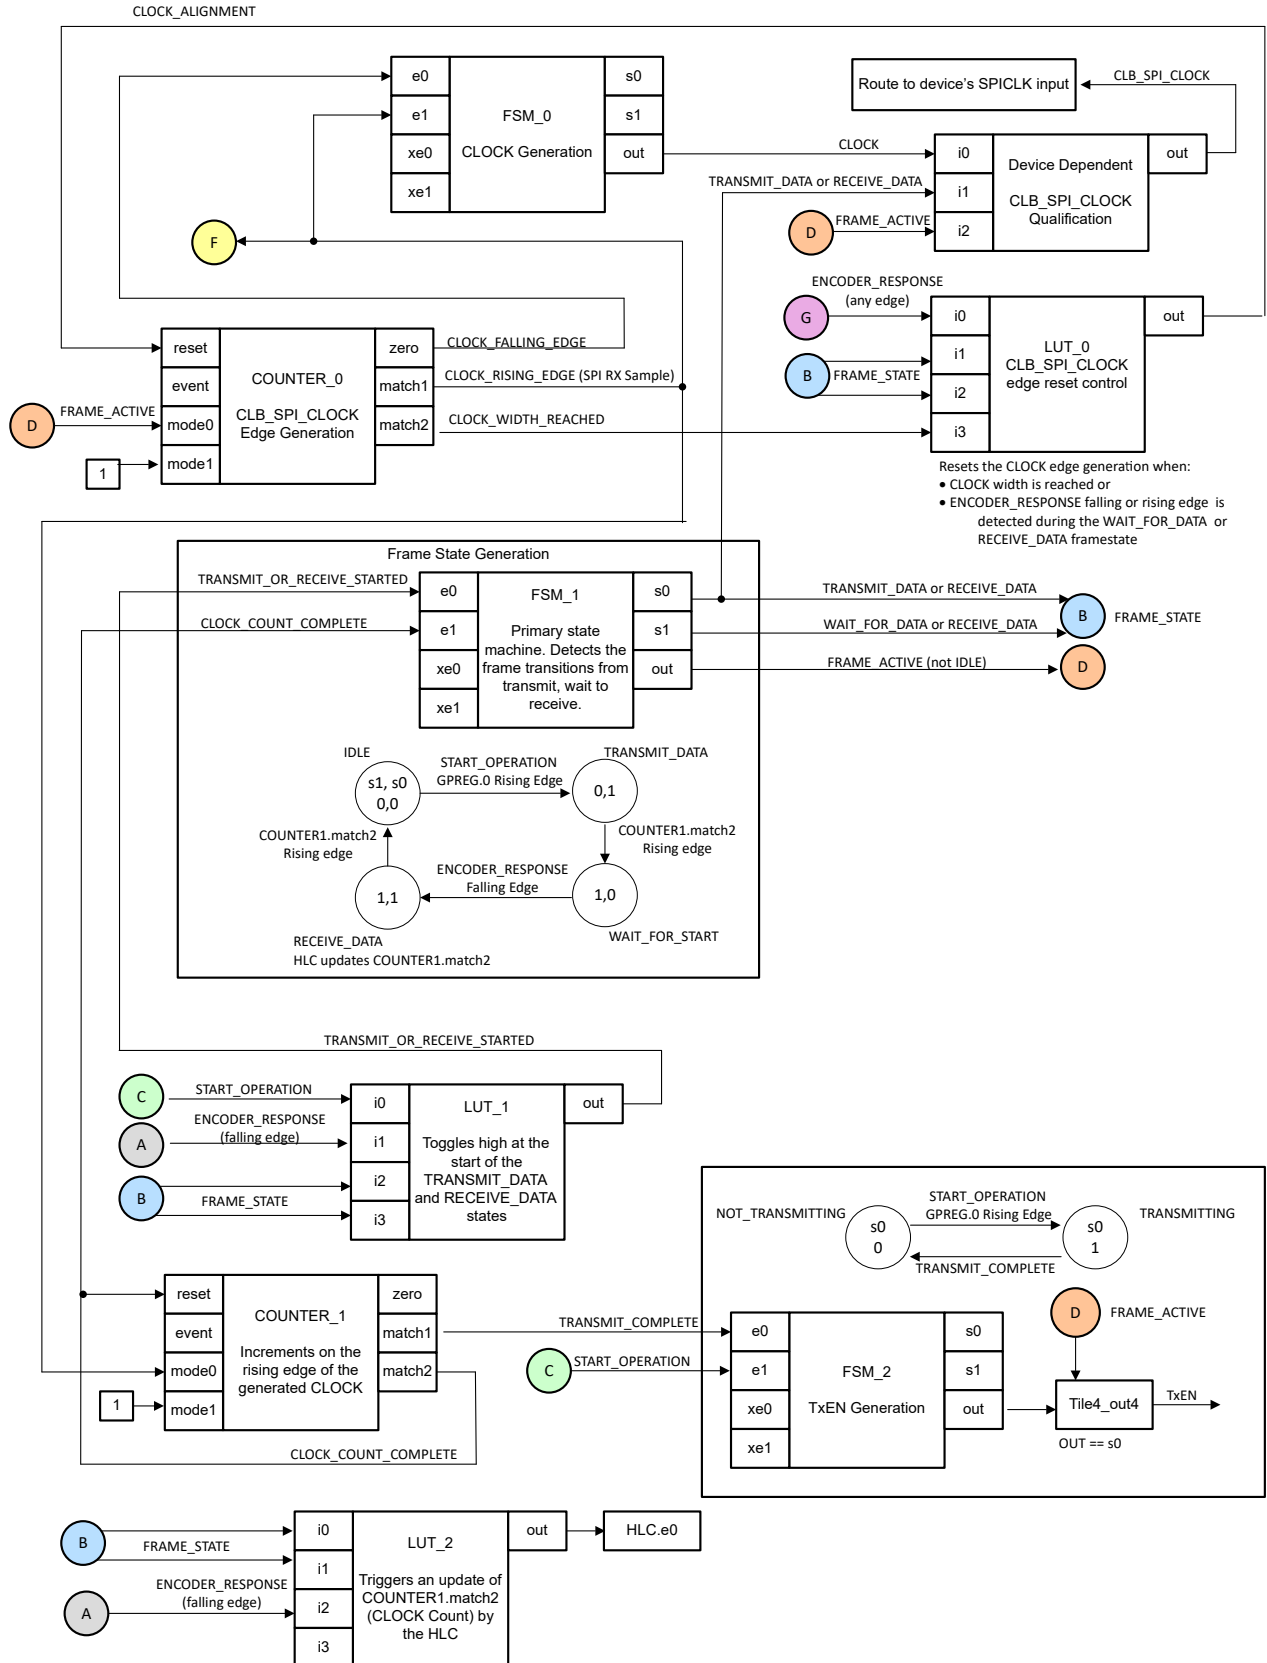 CLOCK_ALIGNMENT
e0
e1
xe0
xe1
FSM_0
CLOCK Generation
s0
s1
out
Route to device's SPICLK input
CLB_SPI_CLOCK
CLOCK
TRANSMIT_DATA or RECEIVE_DATA
D
FRAME_ACTIVE
i0
i1
i2
Device Dependent
CLB_SPI_CLOCK
Qualification
out
F
ENCODER_RESPONSE
(any edge)
G
B
FRAME_STATE
i0
i1
i2
i3
LUT_0
CLB_SPI_CLOCK
edge reset control
out
D
FRAME_ACTIVE
1
reset
event
mode0
mode1
COUNTER_0
CLB_SPI_CLOCK
Edge Generation
zero
match1
match2
CLOCK_FALLING_EDGE
CLOCK_RISING_EDGE (SPI RX Sample)
CLOCK_WIDTH_REACHED
Resets the CLOCK edge generation when:
• CLOCK width is reached or
• ENCODER_RESPONSE falling or rising edge is
detected during the WAIT_FOR_DATA or
RECEIVE_DATA framestate
Frame State Generation
TRANSMIT_OR_RECEIVE_STARTED
CLOCK_COUNT_COMPLETE
e0
e1
xe0
xe1
FSM_1
Primary state
machine. Detects the
frame transitions from
transmit, wait to
receive.
s0
s1
out
TRANSMIT_DATA or RECEIVE_DATA
WAIT_FOR_DATA or RECEIVE_DATA
FRAME_ACTIVE (not IDLE)
B
FRAME_STATE
D
IDLE
s1, s0
0,0
START_OPERATION
GPREG.0 Rising Edge
TRANSMIT_DATA
0,1
COUNTER1.match2
Rising edge
COUNTER1.match2
Rising edge
1,1
ENCODER_RESPONSE
Falling Edge
1,0
WAIT_FOR_START
RECEIVE_DATA
HLC updates COUNTER1.match2
TRANSMIT_OR_RECEIVE_STARTED
C
START_OPERATION
A
ENCODER_RESPONSE
(falling edge)
B
FRAME_STATE
i0
i1
i2
i3
LUT_1
Toggles high at the
start of the
TRANSMIT_DATA
and RECEIVE_DATA
states
out
NOT_TRANSMITTING
s0
0
START_OPERATION
GPREG.0 Rising Edge
TRANSMIT_COMPLETE
s0
1
TRANSMITTING
1
reset
event
mode0
mode1
COUNTER_1
Increments on the
rising edge of the
generated CLOCK
zero
match1
match2
CLOCK_COUNT_COMPLETE
TRANSMIT_COMPLETE
C
START_OPERATION
e0
e1
xe0
xe1
FSM_2
TxEN Generation
s0
s1
out
D
FRAME_ACTIVE
Tile4_out4
TxEN
OUT == s0
B
FRAME_STATE
A
ENCODER_RESPONSE
(falling edge)
i0
i1
i2
i3
LUT_2
Triggers an update of
COUNTER1.match2
(CLOCK Count) by
the HLC
out
HLC.e0